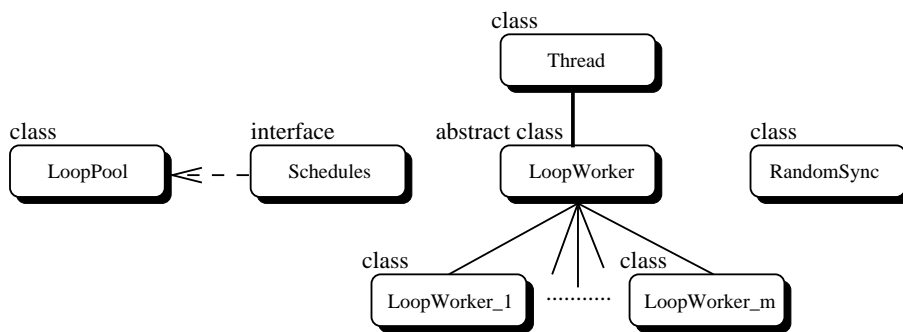 class
Thread
class
interface
abstract class
class
LoopPool
Schedules
LoopWorker
RandomSync
class
class
LoopWorker_1
LoopWorker_m